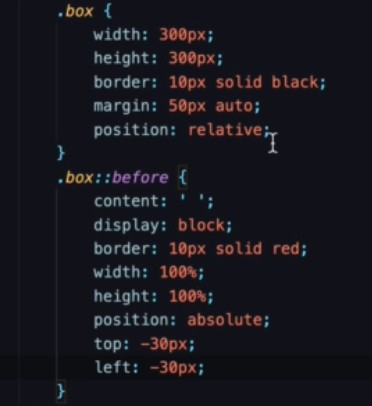 .box {
width: 300px;
height: 300px;
border: 10px solid black;
margin: 50px auto;
position: relative;
}
.box::before {
content: ' ';
display: block;
border: 10px solid red;
width: 100%;
height: 100%;
position: absolute;
top: -30px;
left: -30px;
}